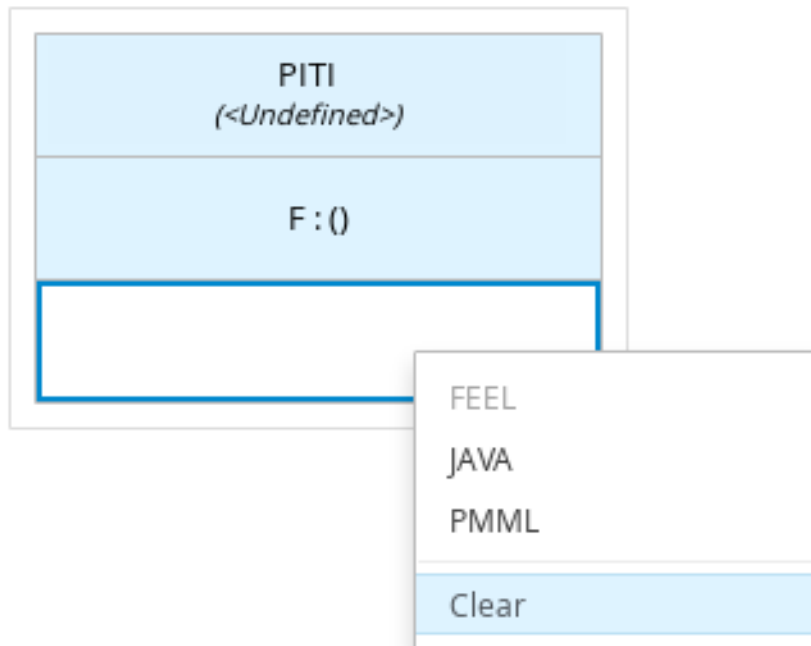 PITI
(<Undefined>)
F : ()
FEEL
JAVA
PMML
Clear